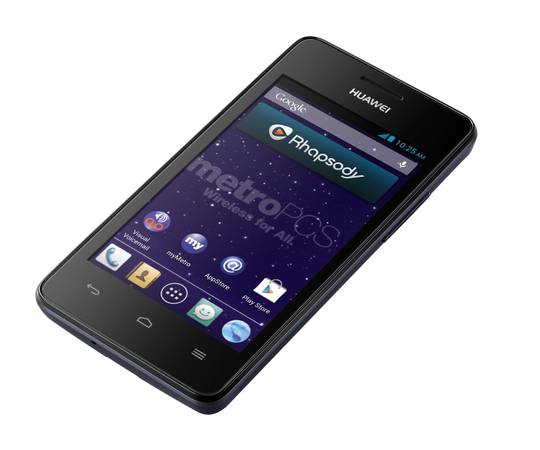 HUAWEI
10:25 AM
Google
Rhapsody
metroPCS
Wireless for All.
Visual
Voicemail
my
myMetro
@
AppStore
Play Store